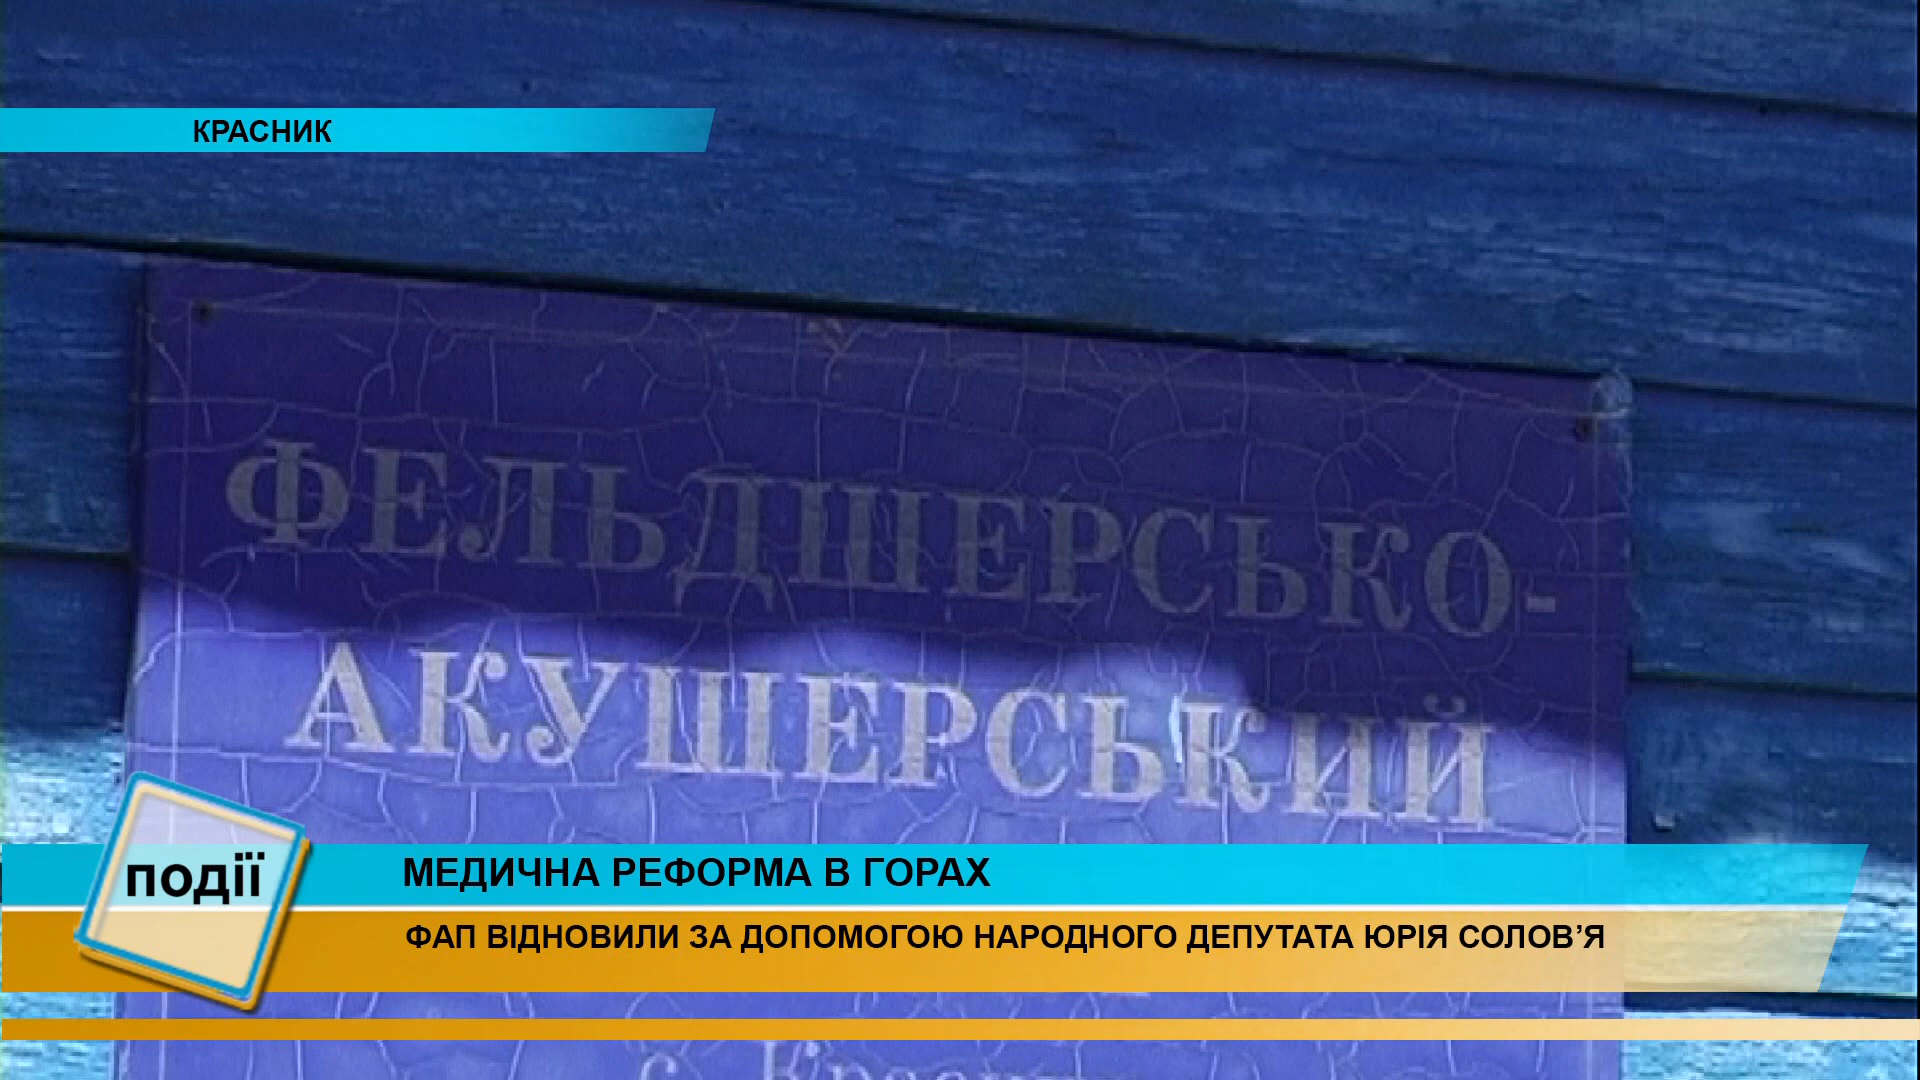 КРАСНИК
ФЕЛЬДШЕРСЬКО-
АКУШЕРСЬКИЙ
події
МЕДИЧНА РЕФОРМА В ГОРАХ
ФАП ВІДНОВИЛИ ЗА ДОПОМОГОЮ НАРОДНОГО ДЕПУТАТА ЮРІЯ СОЛОВ’Я
с.